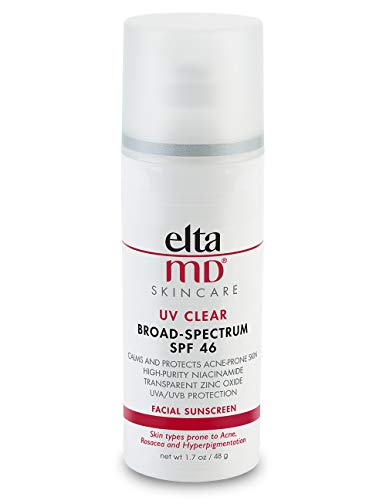 elta
MD®
SKINCARE
UV CLEAR
BROAD-SPECTRUM
SPF 46
CALMS AND PROTECTS ACNE-PRONE SKIN
HIGH-PURITY NIACINAMIDE
TRANSPARENT ZINC OXIDE
UVA/UVB PROTECTION
FACIAL SUNSCREEN
Skin types prone to Acne,
Rosacea and Hyperpigmentation
net wt 1.7 oz / 48 g